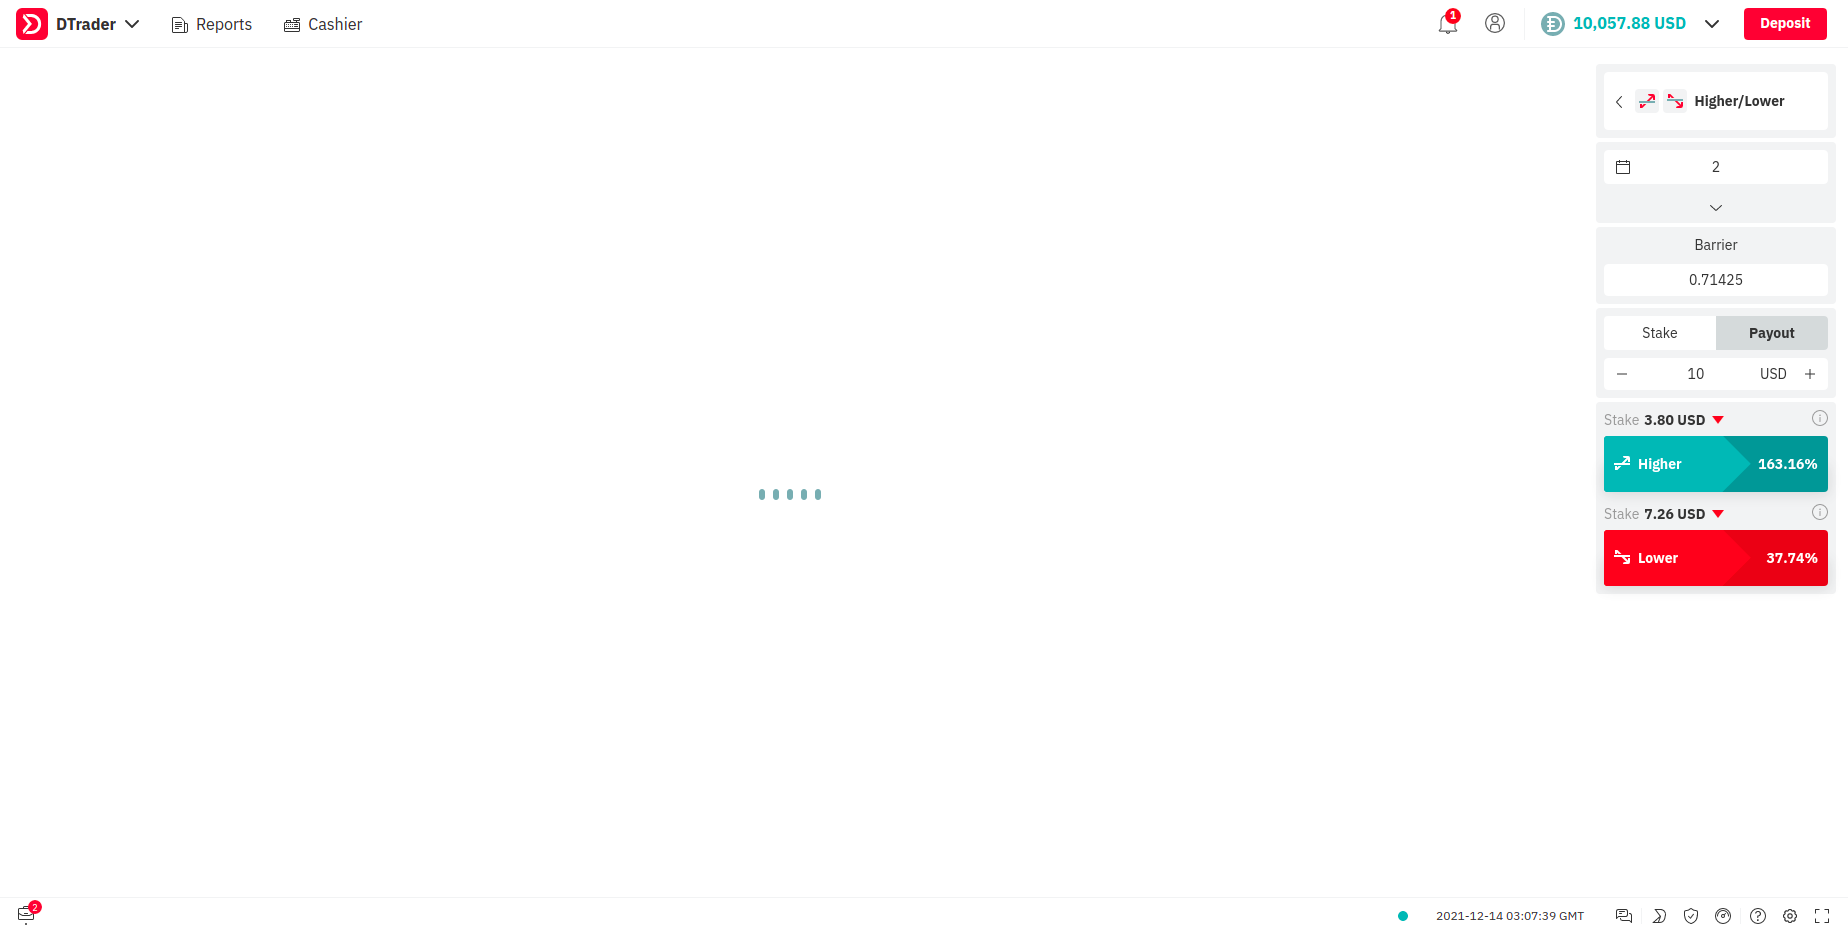 DTrader
Reports
Cashier
1
10,057.88 USD
Deposit
Higher/Lower
2
Barrier
0.71425
Stake
Payout
10
USD
Stake 3.80 USD
Higher
163.16%
Stake 7.26 USD
Lower
37.74%
2
2021-12-14 03:07:39 GMT